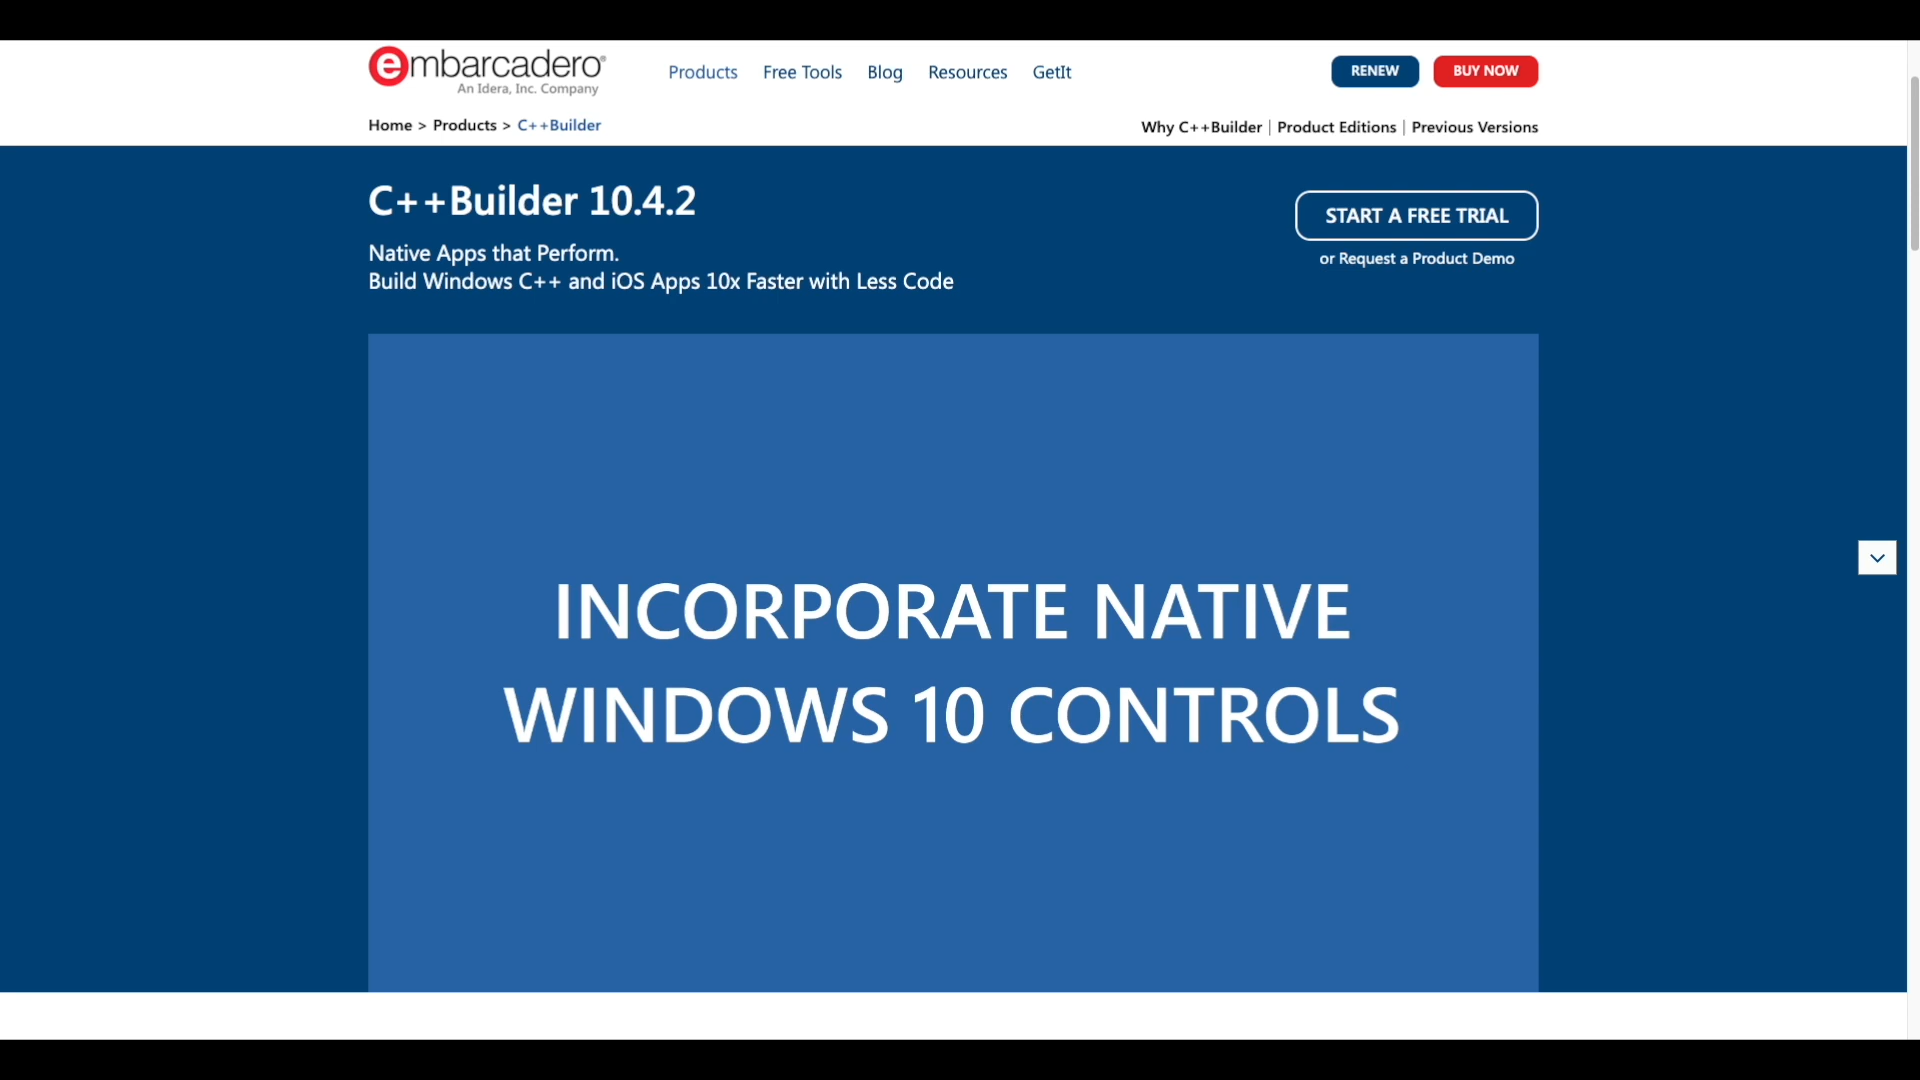 embarcadero®
An Idera, Inc. Company
Products Free Tools Blog Resources GetIt
RENEW BUY NOW
Home > Products > C++Builder
Why C++Builder | Product Editions | Previous Versions
C++Builder 10.4.2
START A FREE TRIAL
Native Apps that Perform.
or Request a Product Demo
Build Windows C++ and iOS Apps 10x Faster with Less Code
INCORPORATE NATIVE
WINDOWS 10 CONTROLS